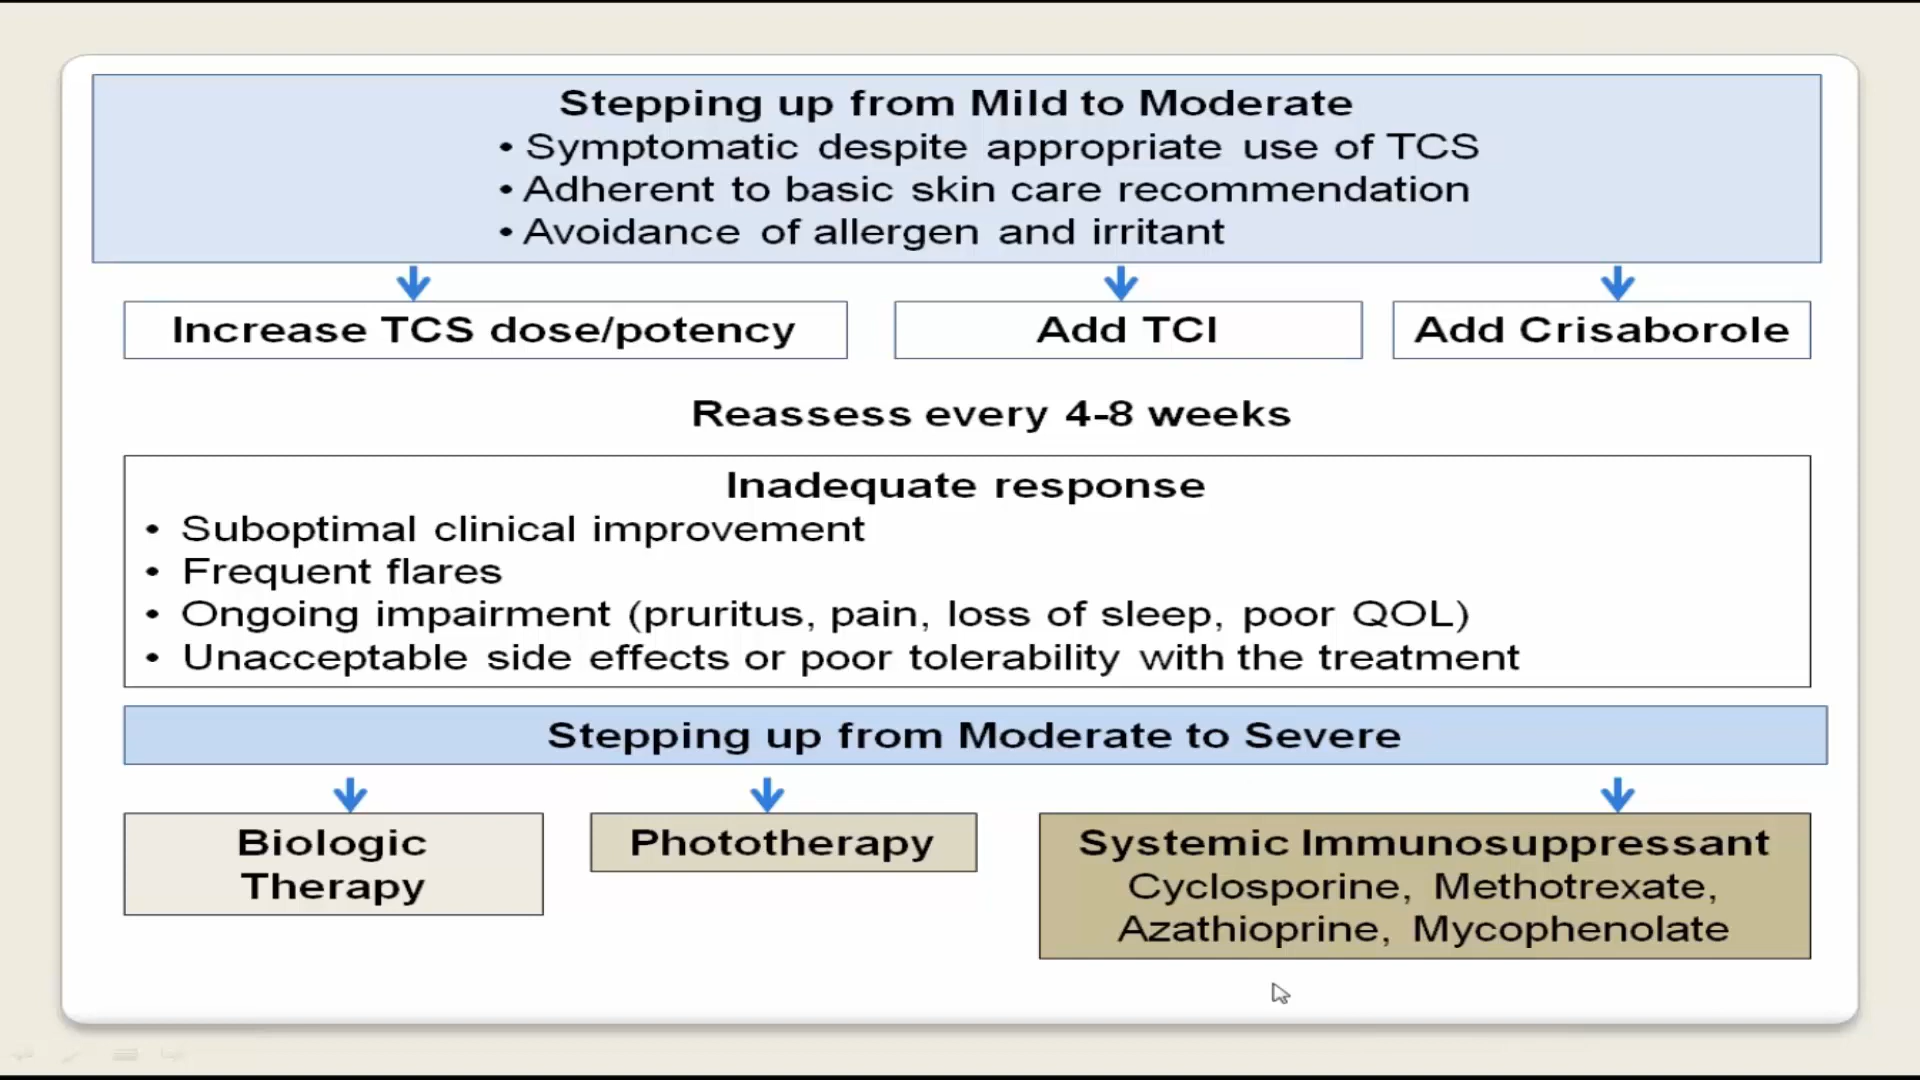 Stepping up from Mild to Moderate
• Symptomatic despite appropriate use of TCS
• Adherent to basic skin care recommendation
• Avoidance of allergen and irritant
Increase TCS dose/potency
Add TCI
Add Crisaborole
Reassess every 4-8 weeks
Inadequate response
• Suboptimal clinical improvement
• Frequent flares
• Ongoing impairment (pruritus, pain, loss of sleep, poor QOL)
• Unacceptable side effects or poor tolerability with the treatment
Stepping up from Moderate to Severe
Biologic
Therapy
Phototherapy
Systemic Immunosuppressant
Cyclosporine, Methotrexate,
Azathioprine, Mycophenolate